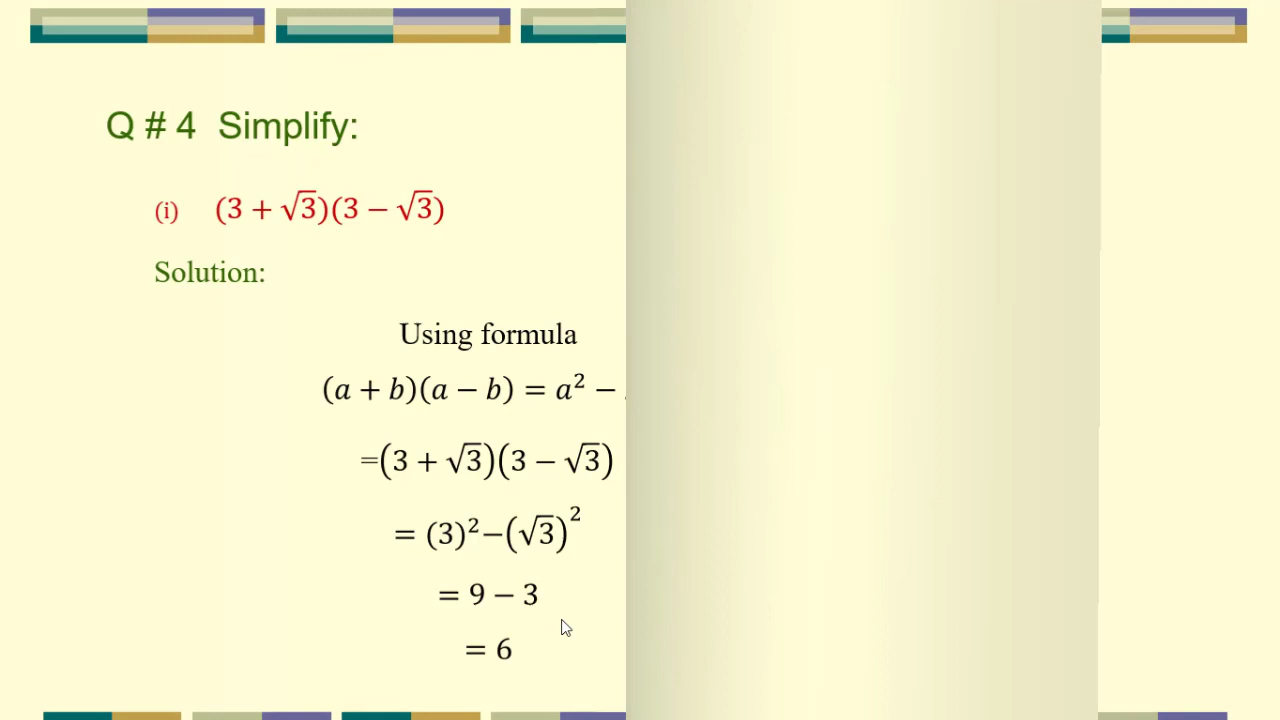 Q # 4 Simplify:
(i) (3 + √3)(3 − √3)
Solution:
Using formula
(a + b)(a − b) = a² −
=(3 + √3)(3 − √3)
= (3)²−(√3)²
= 9 − 3
= 6